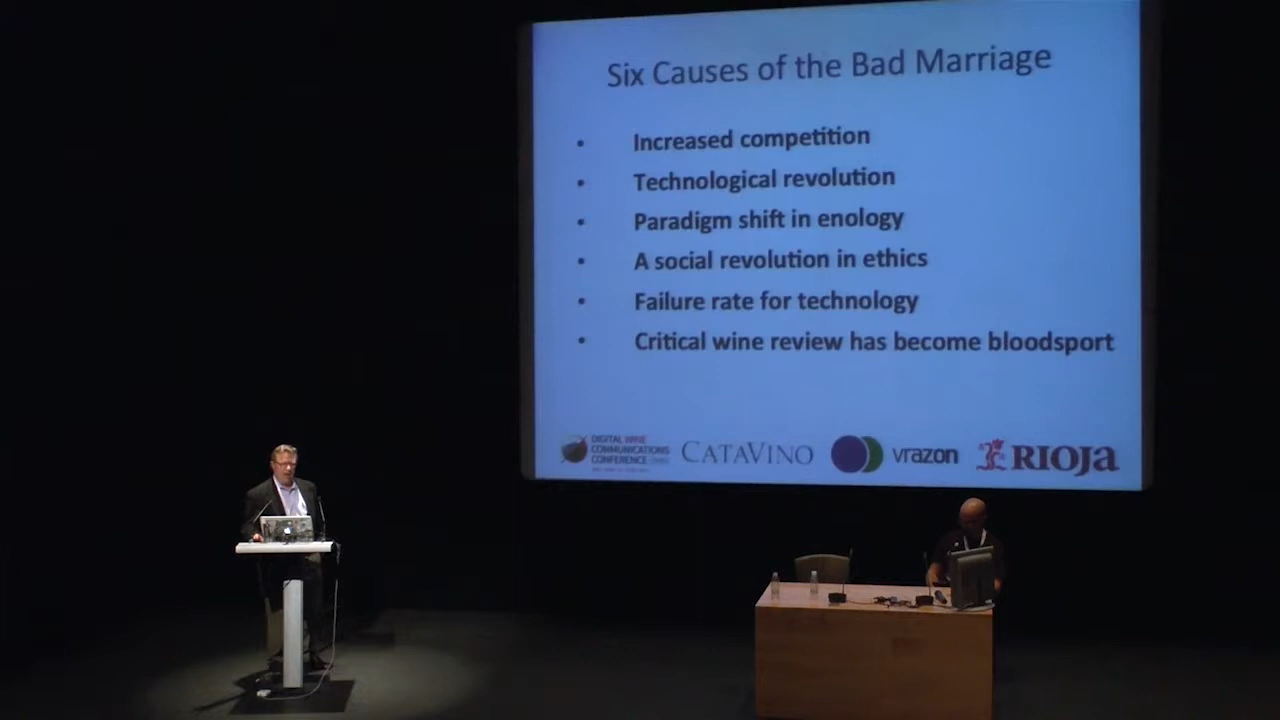 Six Causes of the Bad Marriage
• Increased competition
• Technological revolution
• Paradigm shift in enology
• A social revolution in ethics
• Failure rate for technology
• Critical wine review has become bloodsport
DIGITAL WINE
COMMUNICATIONS
CONFERENCE
CATAVINO
vrazon
RIOJA